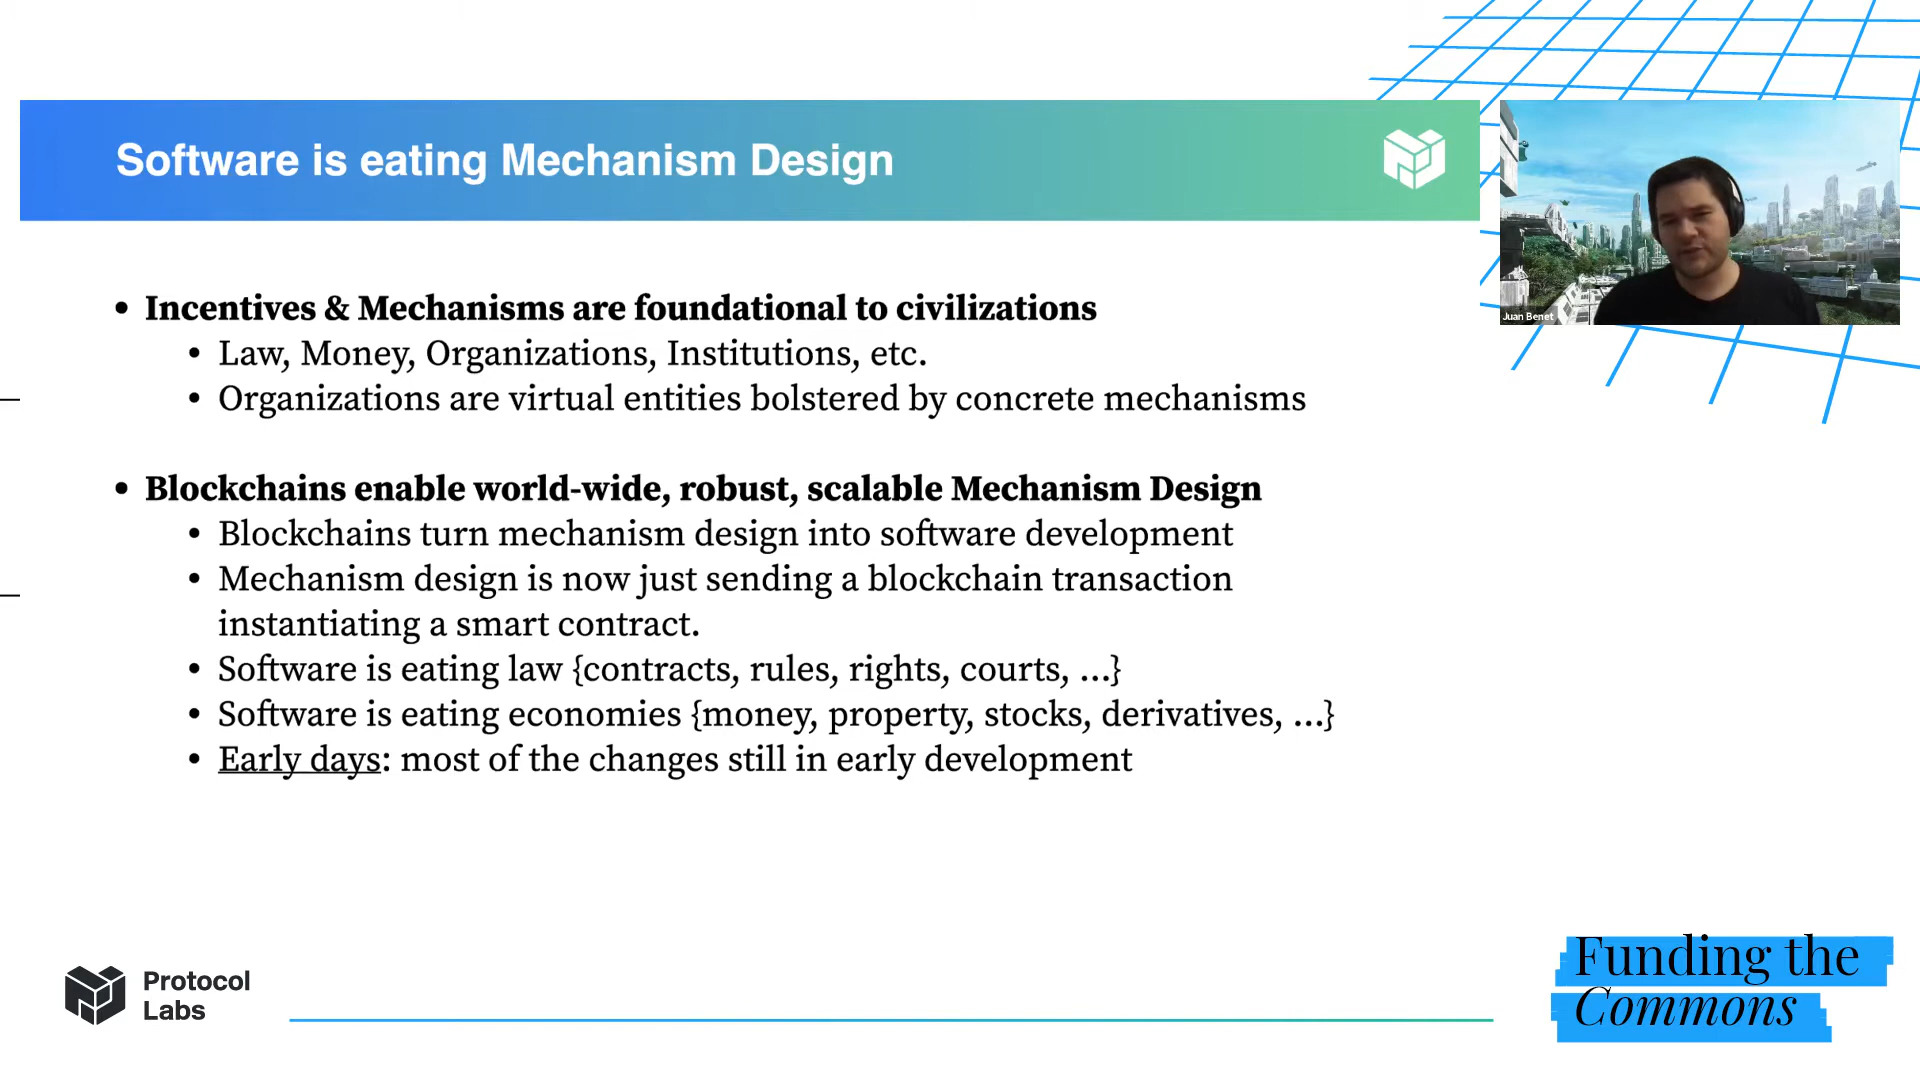 Software is eating Mechanism Design
Juan Benet
• Incentives & Mechanisms are foundational to civilizations
• Law, Money, Organizations, Institutions, etc.
• Organizations are virtual entities bolstered by concrete mechanisms
• Blockchains enable world-wide, robust, scalable Mechanism Design
• Blockchains turn mechanism design into software development
• Mechanism design is now just sending a blockchain transaction
instantiating a smart contract.
• Software is eating law {contracts, rules, rights, courts, ...}
• Software is eating economies {money, property, stocks, derivatives, ...}
• Early days: most of the changes still in early development
Protocol
Labs
Funding the
Commons